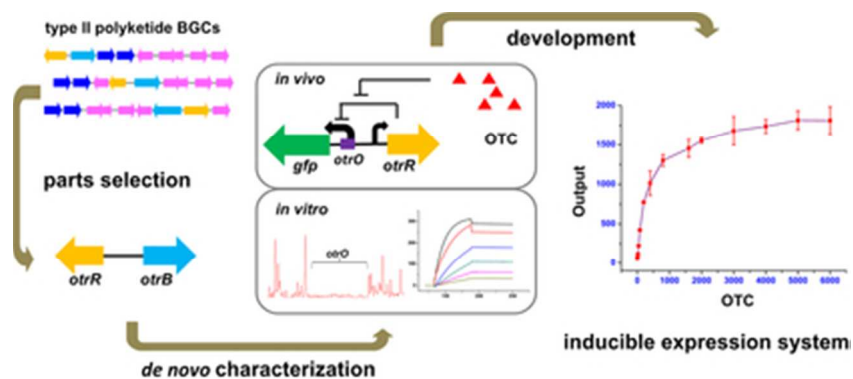 type II polyketide BGCs
parts selection
otrR otrB
de novo characterization
in vivo
gfp otrO otrR
OTC
in vitro
otrO
development
Output
2000
1500
1000
500
0
0 1000 2000 3000 4000 5000 6000
OTC
inducible expression system